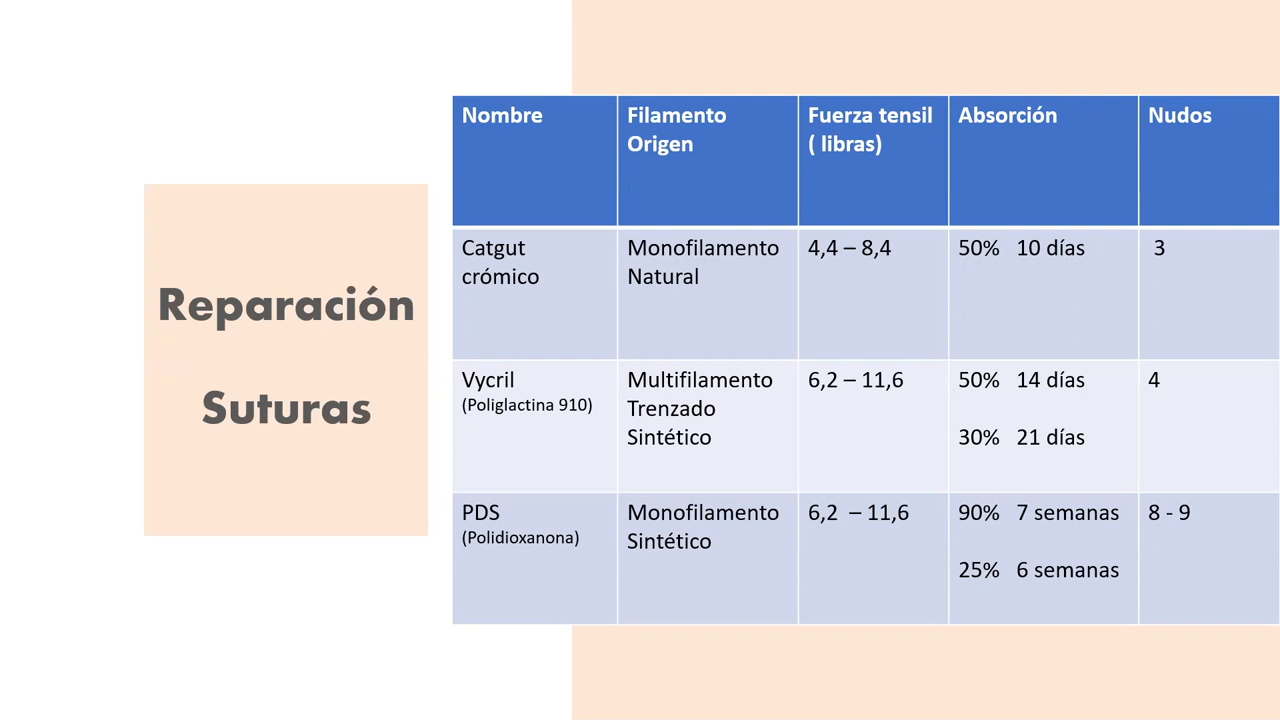 Reparación
Suturas
Nombre
Filamento
Origen
Fuerza tensil
( libras)
Absorción
Nudos
Catgut
crómico
Monofilamento
Natural
4,4 – 8,4
50%   10 días
3
Vycril
(Poliglactina 910)
Multifilamento
Trenzado
Sintético
6,2 – 11,6
50%   14 días
30%   21 días
4
PDS
(Polidioxanona)
Monofilamento
Sintético
6,2  – 11,6
90%   7 semanas
25%   6 semanas
8 - 9